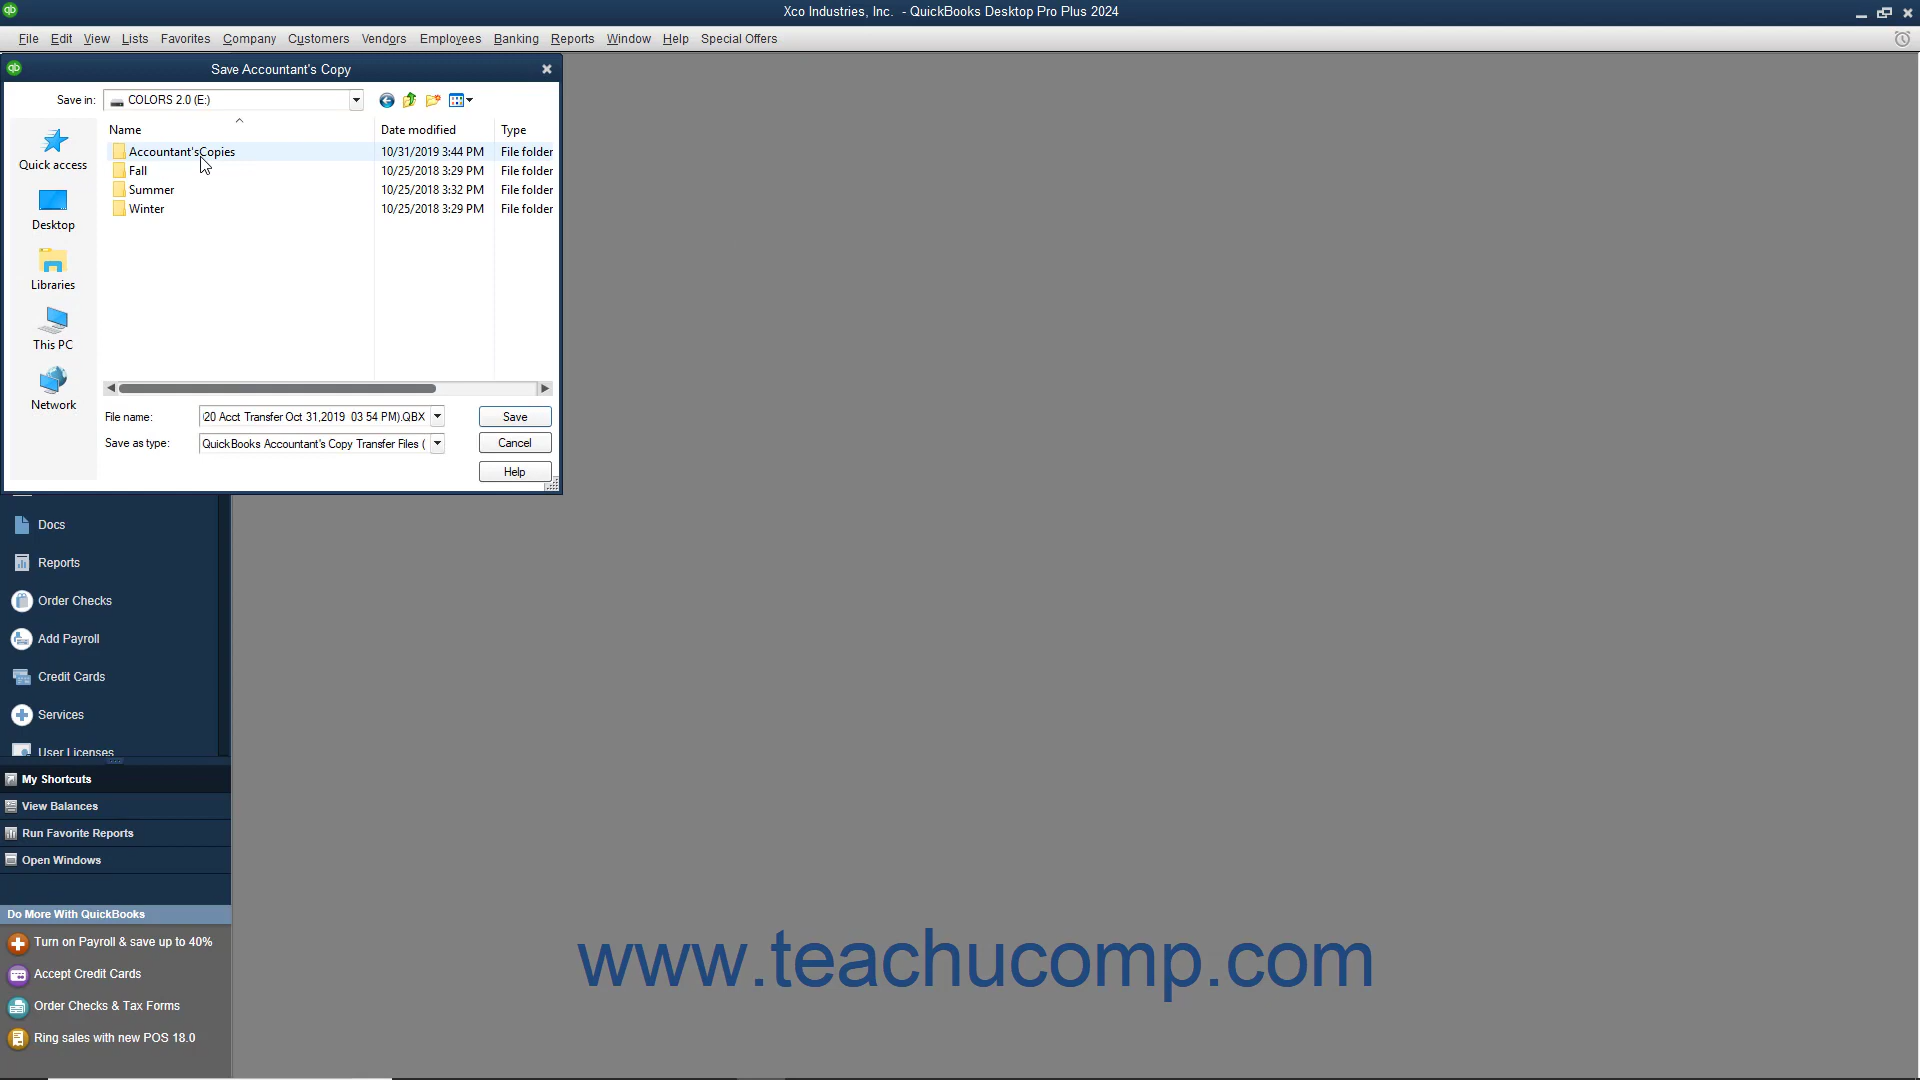 Xco Industries, Inc. - QuickBooks Desktop Pro Plus 2024
File Edit View Lists Favorites Company Customers Vendors Employees Banking Reports Window Help Special Offers
Save Accountant's Copy
Save in: COLORS 2.0 (E:)
Name Date modified Type
Accountant'sCopies 10/31/2019 3:44 PM File folder
Fall 10/25/2018 3:29 PM File folder
Summer 10/25/2018 3:32 PM File folder
Winter 10/25/2018 3:29 PM File folder
Quick access
Desktop
Libraries
This PC
Network
File name: 20 Acct Transfer Oct 31,2019 03 54 PM).QBX Save
Save as type: QuickBooks Accountant's Copy Transfer Files ( Cancel
Help
Docs
Reports
Order Checks
Add Payroll
Credit Cards
Services
User Licenses
My Shortcuts
View Balances
Run Favorite Reports
Open Windows
Do More With QuickBooks
Turn on Payroll & save up to 40%
Accept Credit Cards
Order Checks & Tax Forms
Ring sales with new POS 18.0
www.teachucomp.com